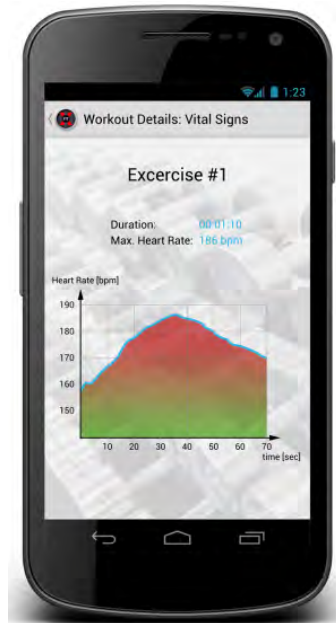 1:23
Workout Details: Vital Signs
Excercise #1
Duration: 00:01:10
Max. Heart Rate: 186 bpm
Heart Rate [bpm]
190
180
170
160
150
10 20 30 40 50 60 70
time [sec]